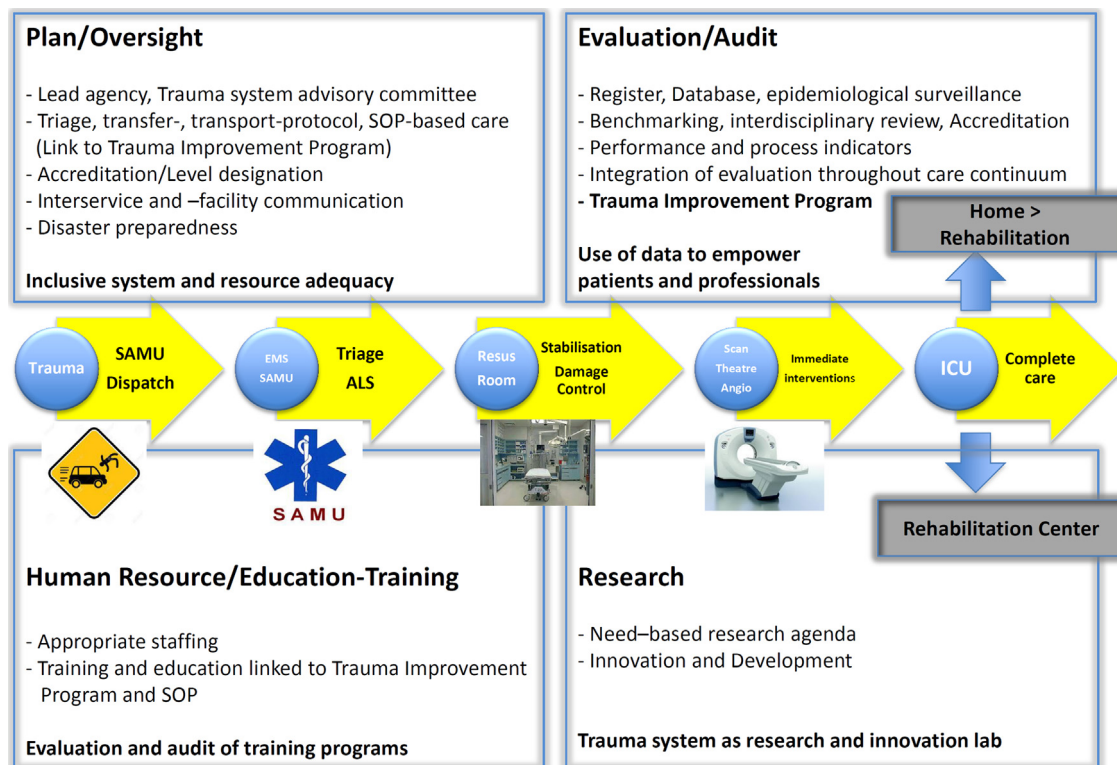 Plan/Oversight
- Lead agency, Trauma system advisory committee
- Triage, transfer-, transport-protocol, SOP-based care
(Link to Trauma Improvement Program)
- Accreditation/Level designation
- Interservice and –facility communication
- Disaster preparedness
Inclusive system and resource adequacy
Evaluation/Audit
- Register, Database, epidemiological surveillance
- Benchmarking, interdisciplinary review, Accreditation
- Performance and process indicators
- Integration of evaluation throughout care continuum
- Trauma Improvement Program
Use of data to empower
patients and professionals
Home >
Rehabilitation
Trauma
SAMU
Dispatch
EMS
SAMU
Triage
ALS
Resus
Room
Stabilisation
Damage
Control
Scan
Theatre
Angio
Immediate
interventions
ICU
Complete
care
SAMU
Rehabilitation Center
Human Resource/Education-Training
- Appropriate staffing
- Training and education linked to Trauma Improvement
Program and SOP
Evaluation and audit of training programs
Research
- Need–based research agenda
- Innovation and Development
Trauma system as research and innovation lab